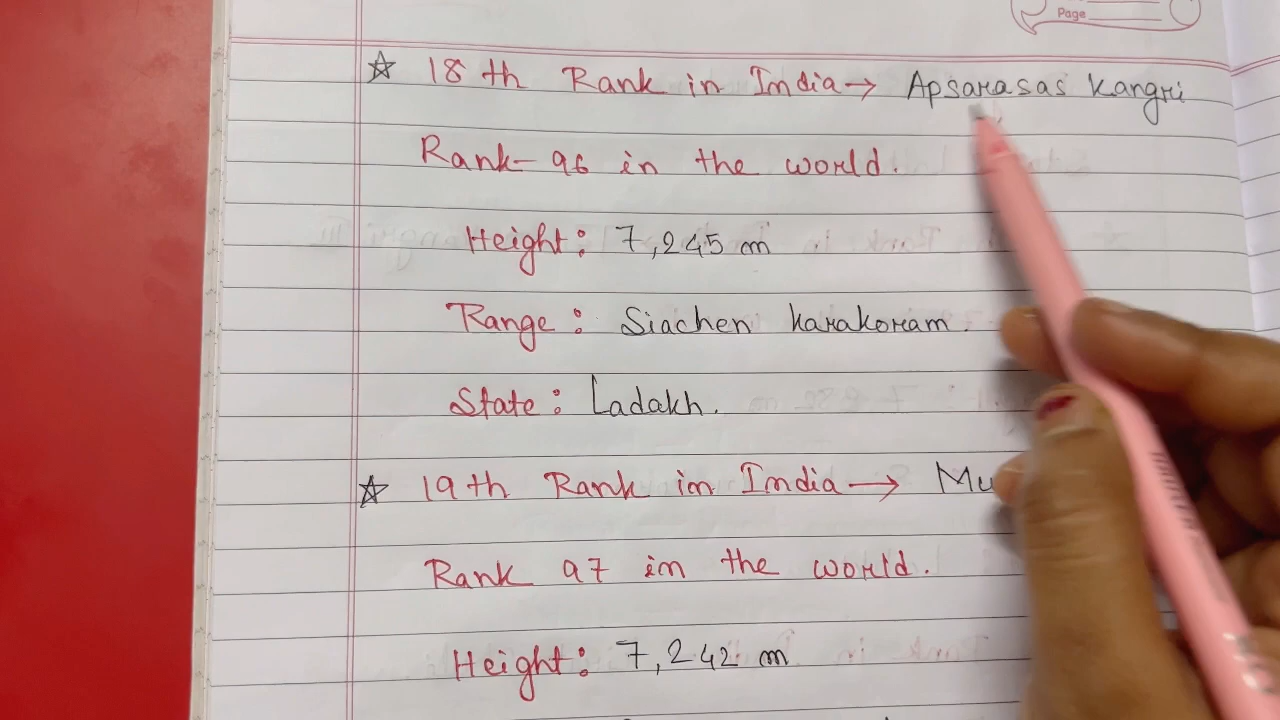 Page
☆ 18 th Rank in India → Apsarasas Kangri
Rank- 96 in the world.
Height: 7,245 m
Range: Siachen Karakoram.
State: Ladakh.
☆ 19 th Rank in India → Mu
Rank 97 in the world.
Height: 7,242 m